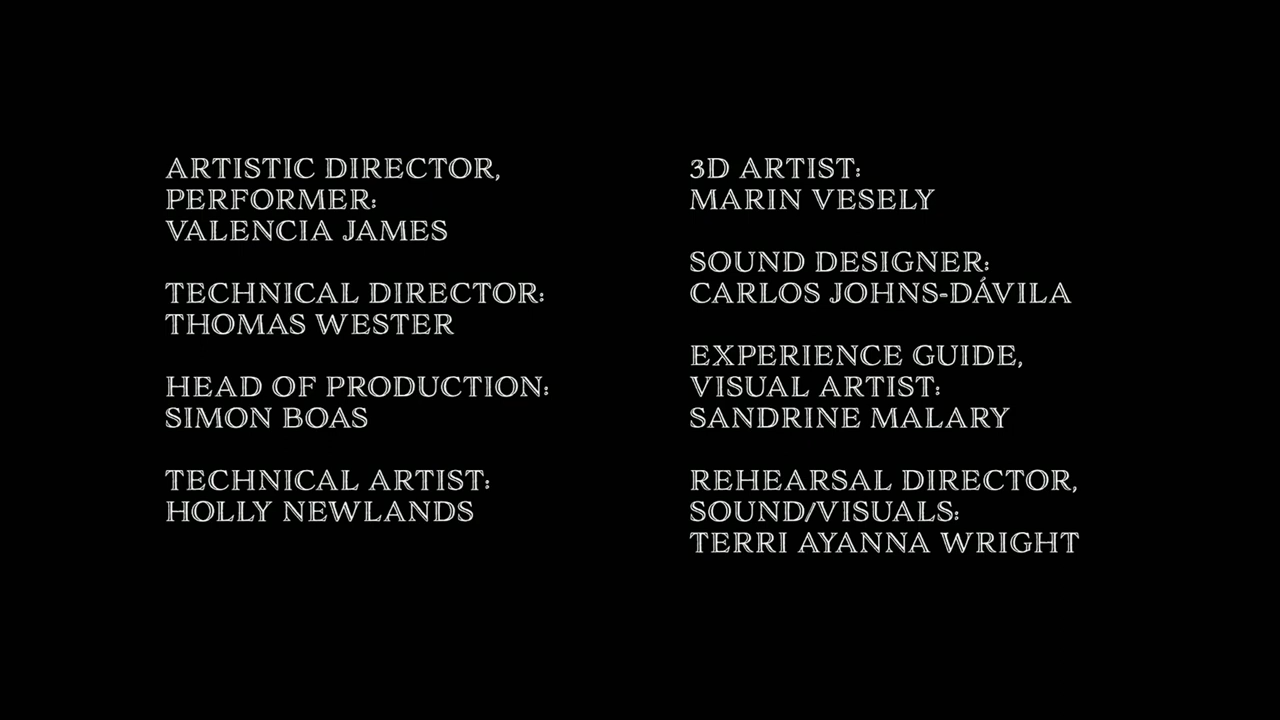 ARTISTIC DIRECTOR,
PERFORMER:
VALENCIA JAMES
TECHNICAL DIRECTOR:
THOMAS WESTER
HEAD OF PRODUCTION:
SIMON BOAS
TECHNICAL ARTIST:
HOLLY NEWLANDS
3D ARTIST:
MARIN VESELY
SOUND DESIGNER:
CARLOS JOHNS-DÁVILA
EXPERIENCE GUIDE,
VISUAL ARTIST:
SANDRINE MALARY
REHEARSAL DIRECTOR,
SOUND/VISUALS:
TERRI AYANNA WRIGHT